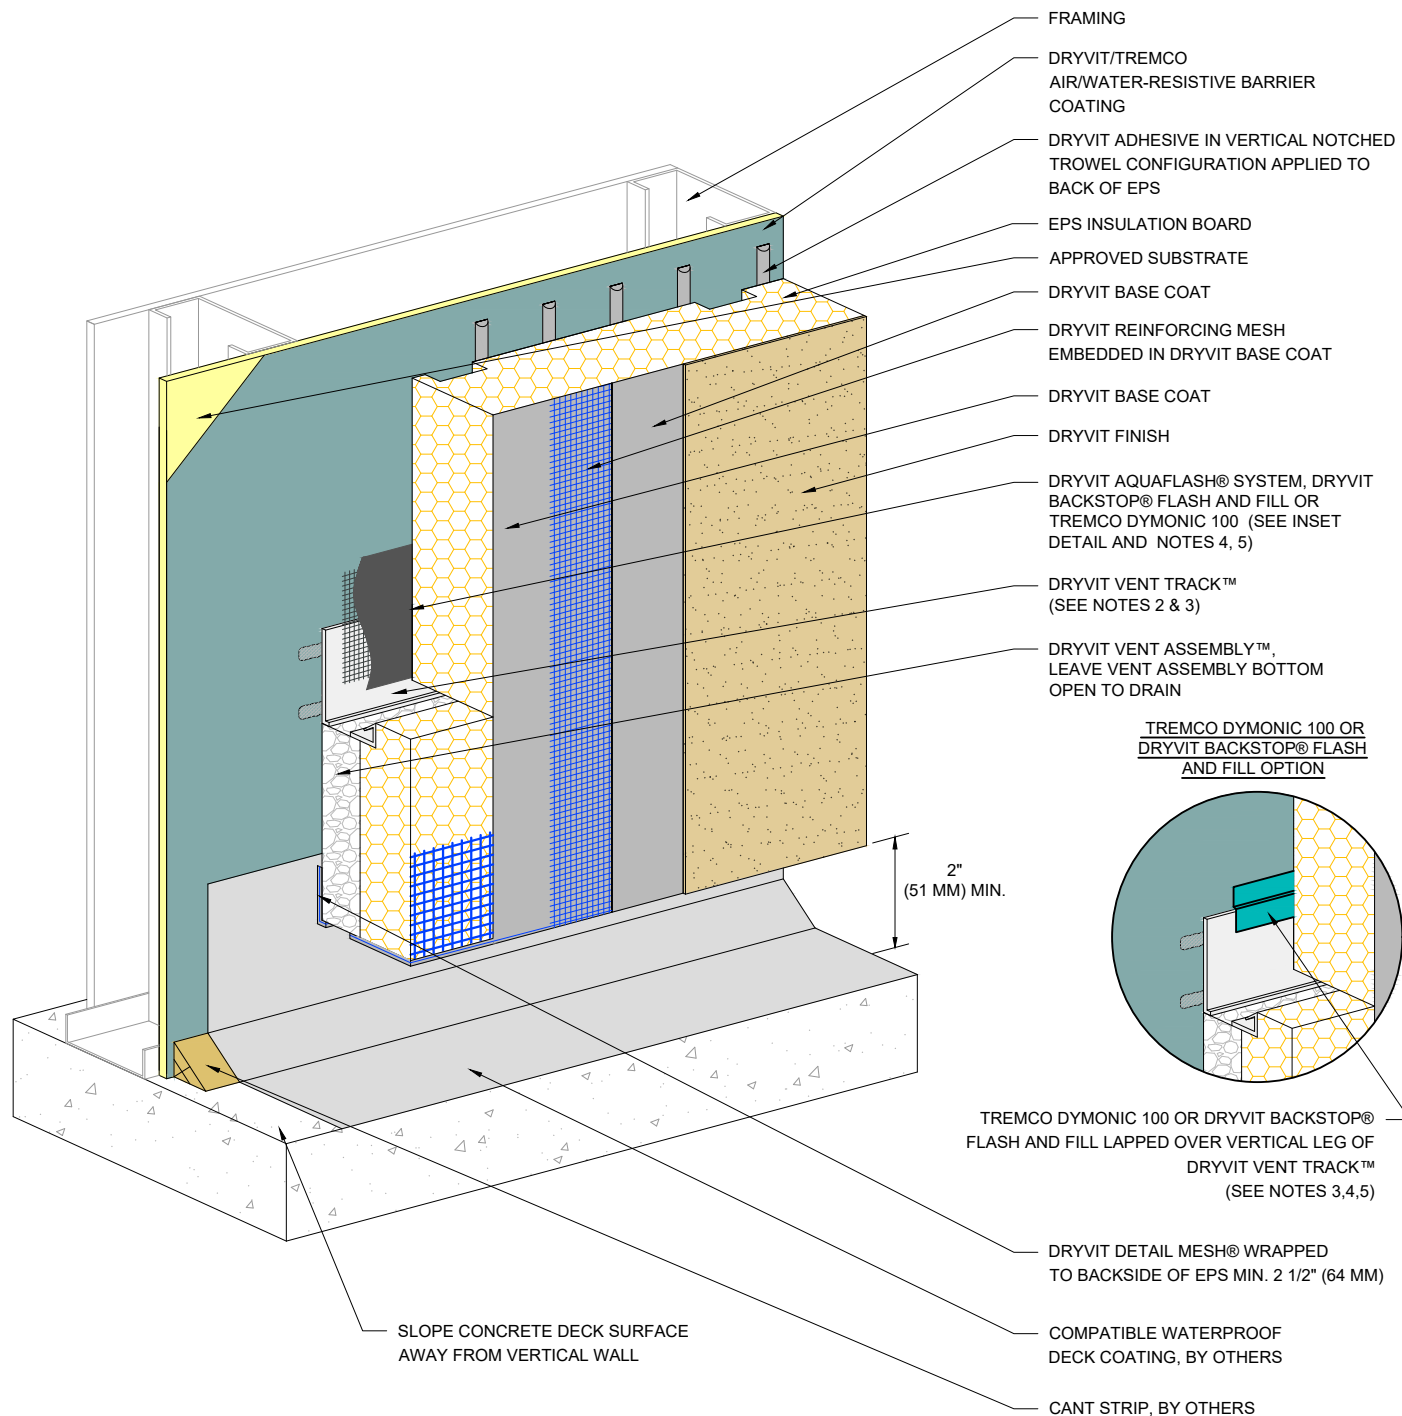 FRAMING
DRYVIT/TREMCO
AIR/WATER-RESISTIVE BARRIER
COATING
DRYVIT ADHESIVE IN VERTICAL NOTCHED
TROWEL CONFIGURATION APPLIED TO
BACK OF EPS
EPS INSULATION BOARD
APPROVED SUBSTRATE
DRYVIT BASE COAT
DRYVIT REINFORCING MESH
EMBEDDED IN DRYVIT BASE COAT
DRYVIT BASE COAT
DRYVIT FINISH
DRYVIT AQUAFLASH® SYSTEM, DRYVIT
BACKSTOP® FLASH AND FILL OR
TREMCO DYMONIC 100 (SEE INSET
DETAIL AND NOTES 4, 5)
DRYVIT VENT TRACK™
(SEE NOTES 2 & 3)
DRYVIT VENT ASSEMBLY™,
LEAVE VENT ASSEMBLY BOTTOM
OPEN TO DRAIN
TREMCO DYMONIC 100 OR
DRYVIT BACKSTOP® FLASH
AND FILL OPTION
2"
(51 MM) MIN.
TREMCO DYMONIC 100 OR DRYVIT BACKSTOP®
FLASH AND FILL LAPPED OVER VERTICAL LEG OF
DRYVIT VENT TRACK™
(SEE NOTES 3,4,5)
DRYVIT DETAIL MESH® WRAPPED
TO BACKSIDE OF EPS MIN. 2 1/2" (64 MM)
SLOPE CONCRETE DECK SURFACE
AWAY FROM VERTICAL WALL
COMPATIBLE WATERPROOF
DECK COATING, BY OTHERS
CANT STRIP, BY OTHERS